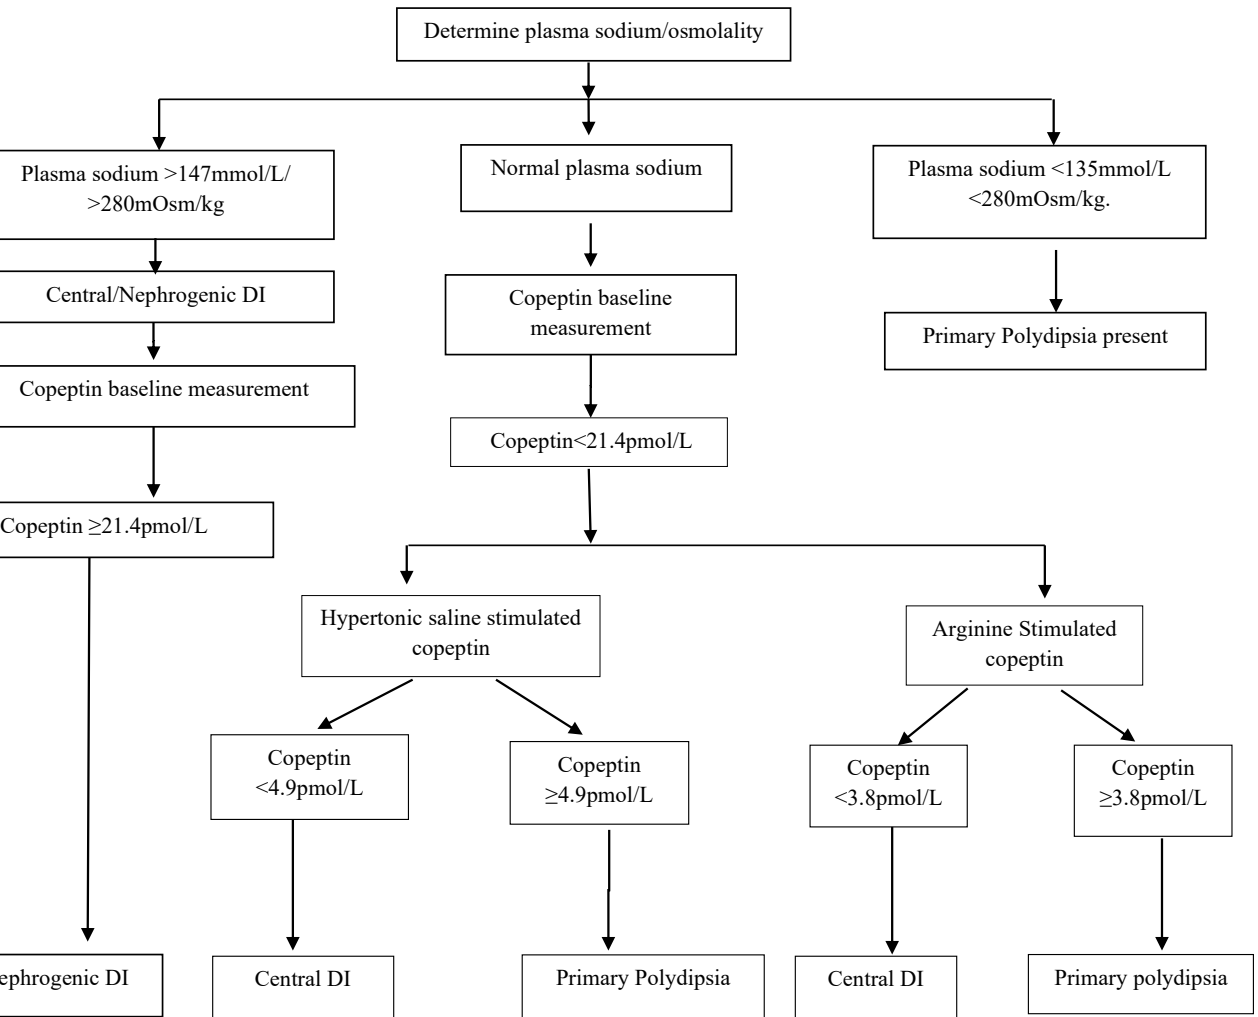 Determine plasma sodium/osmolality
Plasma sodium >147mmol/L/
>280mOsm/kg
Normal plasma sodium
Plasma sodium <135mmol/L
<280mOsm/kg.
Central/Nephrogenic DI
Copeptin baseline
measurement
Primary Polydipsia present
Copeptin baseline measurement
Copeptin<21.4pmol/L
Copeptin ≥21.4pmol/L
Hypertonic saline stimulated
copeptin
Arginine Stimulated
copeptin
Copeptin
<4.9pmol/L
Copeptin
≥4.9pmol/L
Copeptin
<3.8pmol/L
Copeptin
≥3.8pmol/L
ephrogenic DI
Central DI
Primary Polydipsia
Central DI
Primary polydipsia